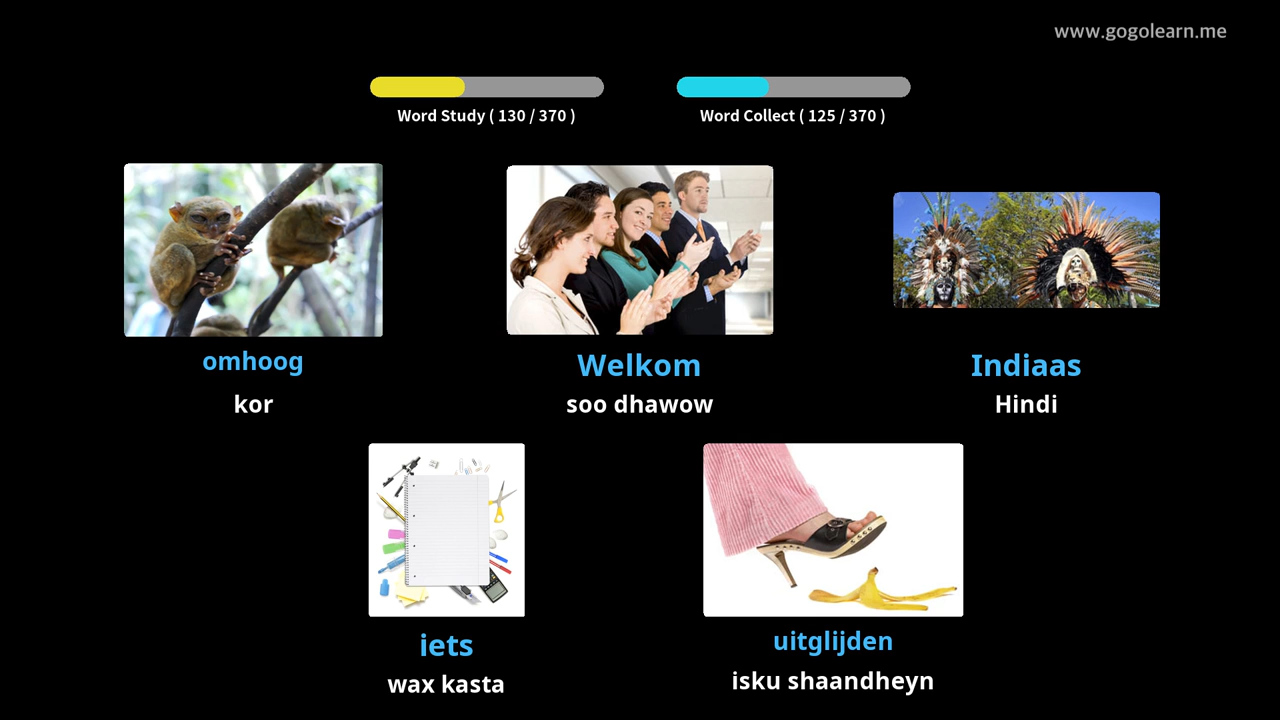 www.gogolearn.me
Word Study ( 130 / 370 )
Word Collect ( 125 / 370 )
omhoog
kor
Welkom
soo dhawow
Indiaas
Hindi
iets
wax kasta
uitglijden
isku shaandheyn